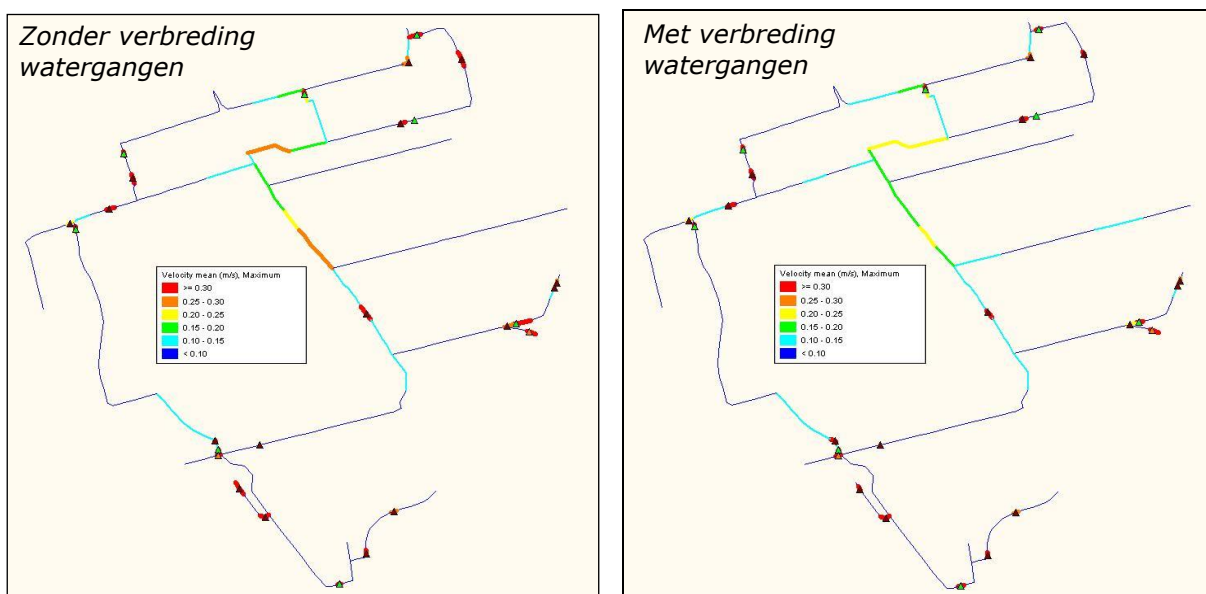 Zonder verbreding
watergangen
Velocity mean (m/s), Maximum
>= 0.30
0.25 - 0.30
0.20 - 0.25
0.15 - 0.20
0.10 - 0.15
< 0.10
Met verbreding
watergangen
Velocity mean (m/s), Maximum
>= 0.30
0.25 - 0.30
0.20 - 0.25
0.15 - 0.20
0.10 - 0.15
< 0.10